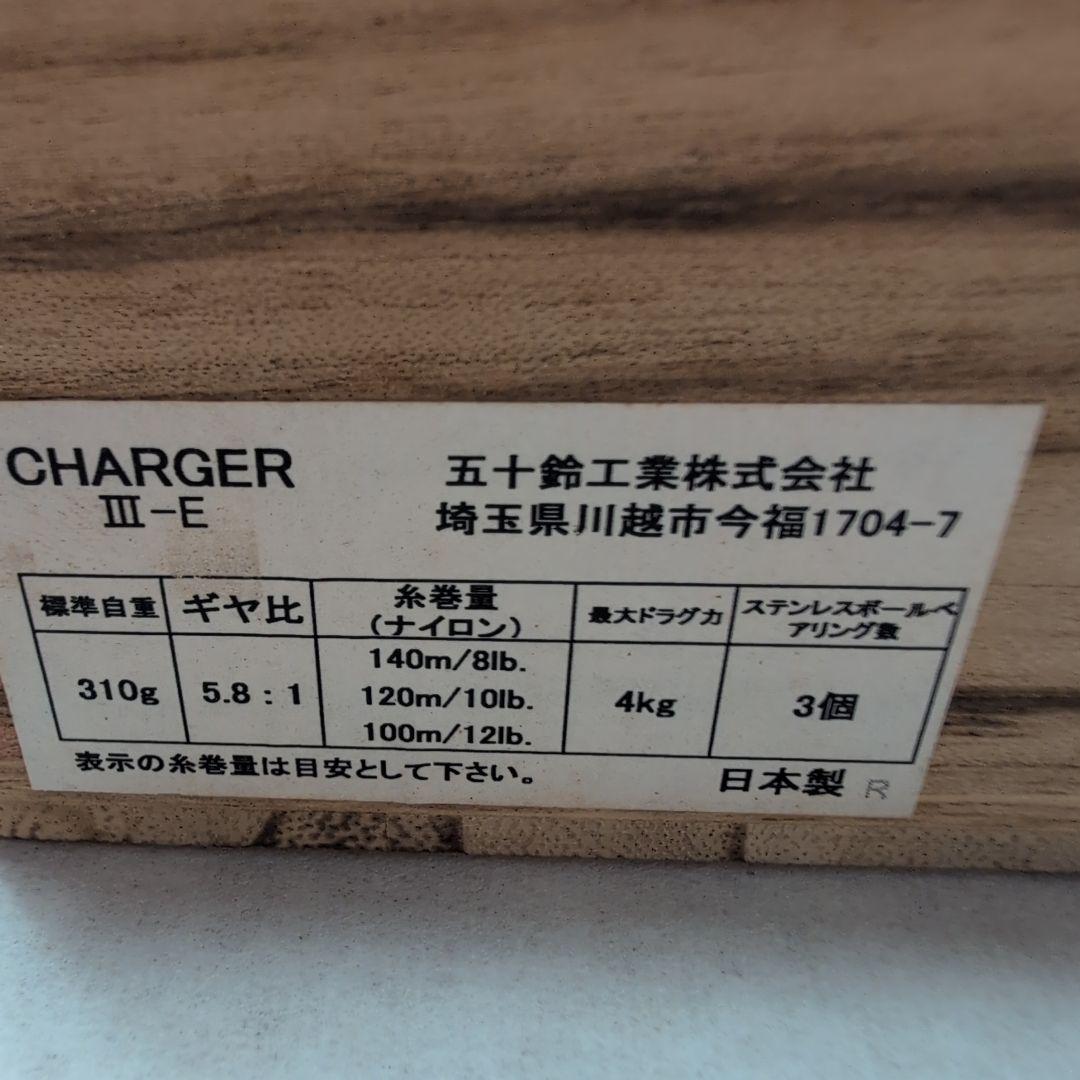 CHARGER
III-E
五十鈴工業株式会社
埼玉県川越市今福1704-7
標準自重
ギヤ比
糸巻量
(ナイロン)
最大ドラグカ
ステンレスボールベ
アリング数
310g
5.8 : 1
140m/8lb.
120m/10lb.
100m/12lb.
4kg
3個
表示の糸巻量は目安として下さい。
日本製 R